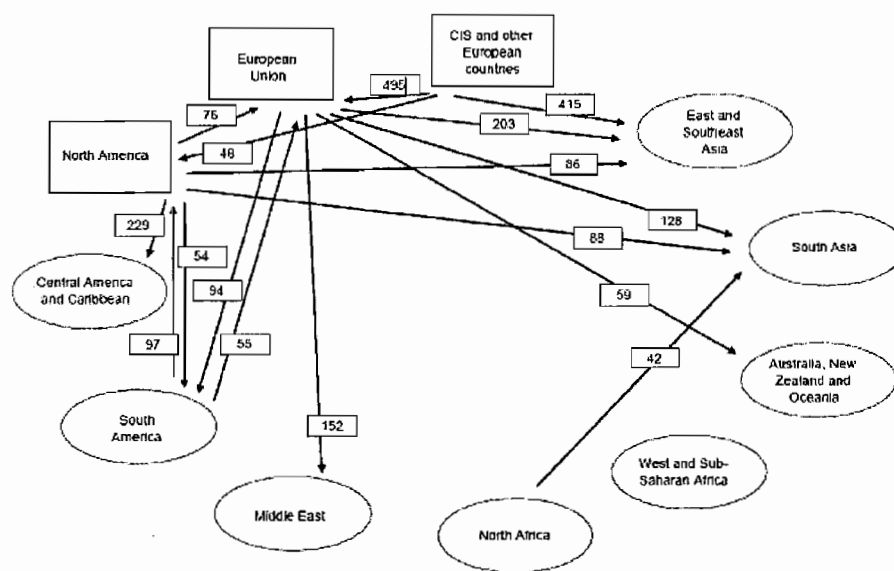 CIS and other
European
countries
European
Union
495
415
76
203
East and
Southeast
Asia
North America
48
86
229
128
54
88
South Asia
Central America
and Caribbean
94
59
97
55
42
Australia, New
Zealand and
Oceania
South
America
152
West and Sub-
Saharan Africa
Middle East
North Africa